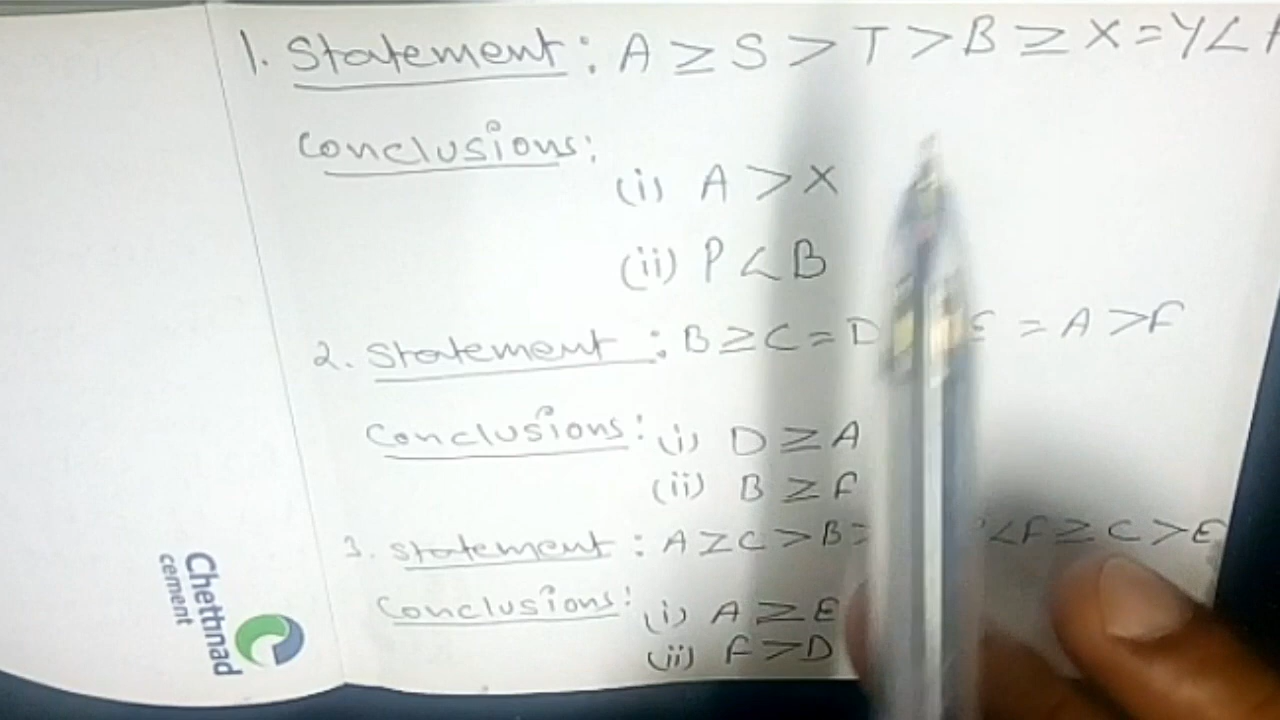 1. Statement: A ≥ S > T > B ≥ X = Y <
Conclusions:
(i) A > X
(ii) P < B
2. Statement: B ≥ C = D E = A > F
Conclusions: (i) D ≥ A
(ii) B ≥ F
3. Statement: A ≥ C > B < F ≥ C > E
Conclusions: (i) A ≥ E
(ii) F > D
Chettinad
cement